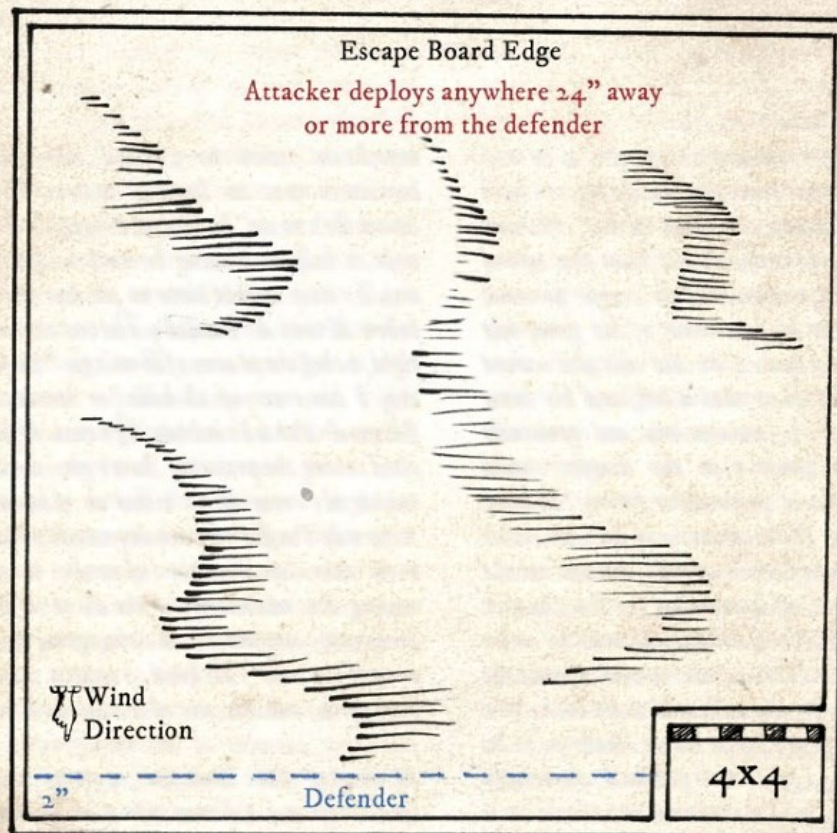 Escape Board Edge
Attacker deploys anywhere 24” away
or more from the defender
Wind
Direction
2”
Defender
4x4